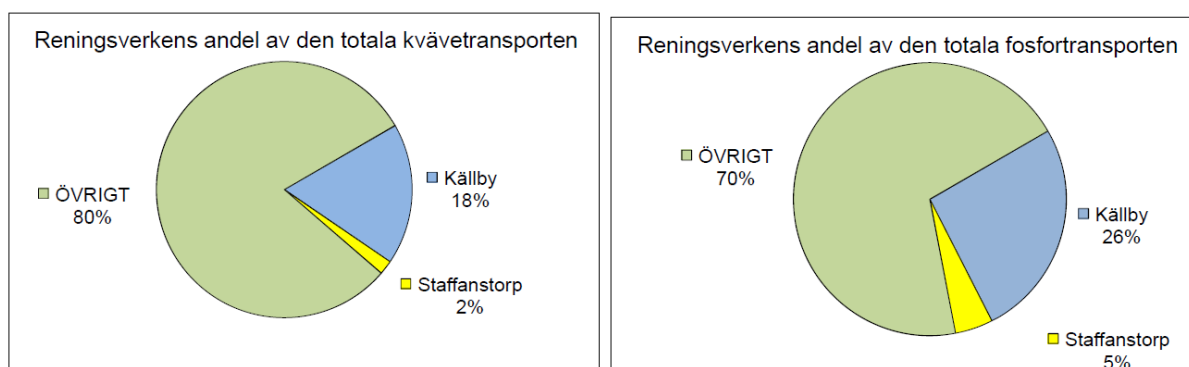 Reningsverkens andel av den totala kvävetransporten
ÖVRIGT
80%
Källby
18%
Staffanstorp
2%
Reningsverkens andel av den totala fosfortransporten
ÖVRIGT
70%
Källby
26%
Staffanstorp
5%